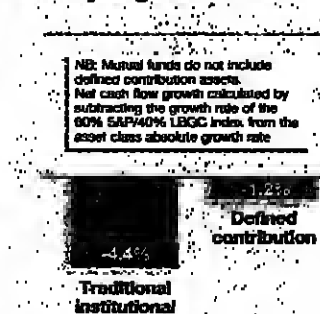 NB: Mutual funds do not include
defined contribution assets.
Net cash flow growth calculated by
subtracting the growth rate of the
60% S&P/40% LBGC Index from the
asset class absolute growth rate
-1.2%
Defined
contribution
-4.4%
Traditional
institutional